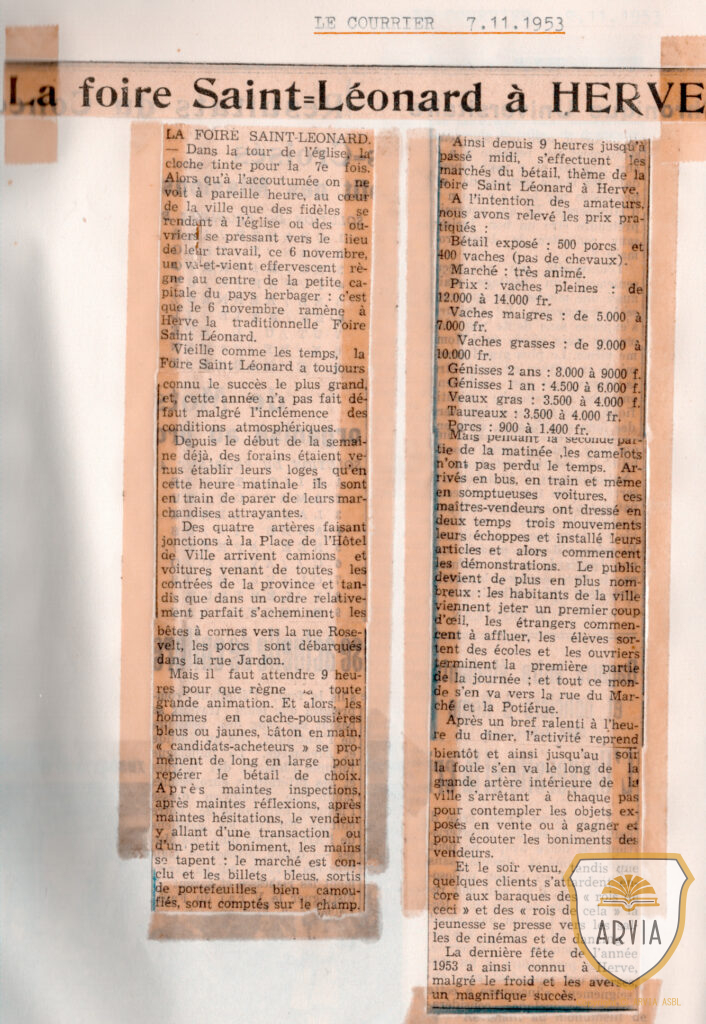 LE COURRIER 7.11.1953
La foire Saint=Léonard à HERVE
LA FOIRE SAINT-LEONARD.
— Dans la tour de l'église, la
cloche tinte pour la 7e fois.
Alors qu'à l'accoutumée on ne
voit à pareille heure, au cœur
de la ville que des fidèles se
rendant à l'église ou des ou-
vriers se pressant vers le lieu
de leur travail, ce 6 novembre,
un va-et-vient effervescent rè-
gne au centre de la petite ca-
pitale du pays herbager : c'est
que le 6 novembre ramène à
Herve la traditionnelle Foire
Saint Léonard.
Vieille comme les temps, la
Foire Saint Léonard a toujours
connu le succès le plus grand,
et, cette année n'a pas fait dé-
faut malgré l'inclémence des
conditions atmosphériques.
Depuis le début de la semai-
ne déjà, des forains étaient ve-
nus établir leurs loges qu'en
cette heure matinale ils sont
en train de parer de leurs mar-
chandises attrayantes.
Des quatre artères faisant
jonctions à la Place de l'Hôtel
de Ville arrivent camions et
voitures venant de toutes les
contrées de la province et tan-
dis que dans un ordre relative-
ment parfait s'acheminent les
bêtes à cornes vers la rue Rose-
velt, les porcs sont débarqués
dans la rue Jardon.
Mais il faut attendre 9 heu-
res pour que règne la toute
grande animation. Et alors, les
hommes en cache-poussières
bleus ou jaunes, bâton en main,
« candidats-acheteurs » se pro-
mènent de long en large pour
repérer le bétail de choix.
Après maintes inspections,
après maintes réflexions, après
maintes hésitations, le vendeur
y allant d'une transaction ou
d'un petit boniment, les mains
se tapent : le marché est con-
clu et les billets bleus, sortis
de portefeuilles bien camou-
flés, sont comptés sur le champ.
Ainsi depuis 9 heures jusqu'à
passé midi, s'effectuent les
marchés du bétail, thème de la
foire Saint Léonard à Herve.
A l'intention des amateurs,
nous avons relevé les prix pra-
tiqués :
Bétail exposé : 500 porcs et
400 vaches (pas de chevaux).
Marché : très animé.
Prix : vaches pleines : de
12.000 à 14.000 fr.
Vaches maigres : de 5.000 à
7.000 fr.
Vaches grasses : de 9.000 à
10.000 fr.
Génisses 2 ans : 8.000 à 9000 f.
Génisses 1 an : 4.500 à 6.000 f.
Veaux gras : 3.500 à 4.000 f.
Taureaux : 3.500 à 4.000 fr.
Porcs : 900 à 1.400 fr.
Mais pendant la seconde par-
tie de la matinée ,les camelots
n'ont pas perdu le temps. Ar-
rivés en bus, en train et même
en somptueuses voitures, ces
maîtres-vendeurs ont dressé en
deux temps trois mouvements
leurs échoppes et installé leurs
articles et alors commencent
les démonstrations. Le public
devient de plus en plus nom-
breux : les habitants de la ville
viennent jeter un premier coup
d'œil, les étrangers commen-
cent à affluer, les élèves sor-
tent des écoles et les ouvriers
terminent la première partie
de la journée ; et tout ce mon-
de s'en va vers la rue du Mar-
ché et la Potiérue.
Après un bref ralenti à l'heu-
re du dîner, l'activité reprend
bientôt et ainsi jusqu'au soir
la foule s'en va le long de la
grande artère intérieure de la
ville s'arrêtant à chaque pas
pour contempler les objets ex-
posés en vente ou à gagner et
pour écouter les boniments des
vendeurs.
Et le soir venu, tandis que
quelques clients s'attardent
core aux baraques des « rois
ceci » et des « rois de cela »
jeunesse se presse vers
les de cinémas et de
La dernière fête de l'année
1953 a ainsi connu à Herve,
malgré le froid et les averses
un magnifique succès.
ARVIA
ASBL